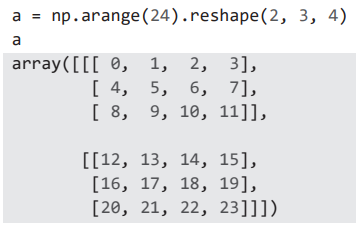 a = np.arange(24).reshape(2, 3, 4)
a
array([[[ 0,  1,  2,  3],
        [ 4,  5,  6,  7],
        [ 8,  9, 10, 11]],

       [[12, 13, 14, 15],
        [16, 17, 18, 19],
        [20, 21, 22, 23]]])